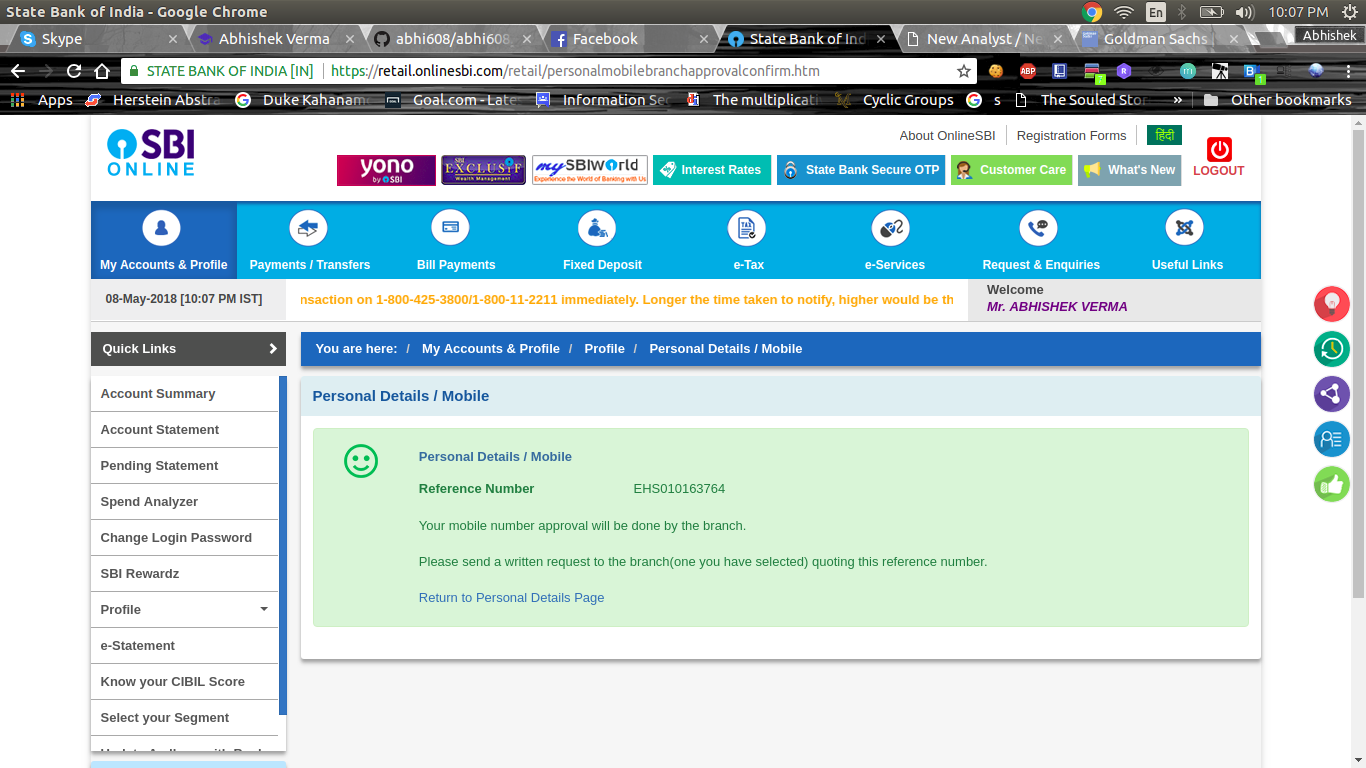 State Bank of India - Google Chrome
En
10:07 PM
Skype
Abhishek Verma
abhi608/abhi608
Facebook
State Bank of Ind
New Analyst / Ne
Goldman Sachs
Abhishek
STATE BANK OF INDIA [IN]
https://retail.onlinesbi.com/retail/personalmobilebranchapprovalconfirm.htm
Apps
Herstein Abstra
Duke Kahanam
Goal.com - Late
Information Sec
The multiplicati
Cyclic Groups
s
The Souled Stor
»
Other bookmarks
SBI
ONLINE
About OnlineSBI
Registration Forms
हिंदी
yono
by SBI
SBI
EXCLUSIF
Wealth Management
mySBIWorld
Experience the World of Banking with Us
Interest Rates
State Bank Secure OTP
Customer Care
What's New
LOGOUT
My Accounts & Profile
Payments / Transfers
Bill Payments
Fixed Deposit
TAX
e-Tax
e-Services
Request & Enquiries
Useful Links
08-May-2018 [10:07 PM IST]
nsaction on 1-800-425-3800/1-800-11-2211 immediately. Longer the time taken to notify, higher would be th
Welcome
Mr. ABHISHEK VERMA
Quick Links
You are here: / My Accounts & Profile / Profile / Personal Details / Mobile
Account Summary
Account Statement
Pending Statement
Spend Analyzer
Change Login Password
SBI Rewardz
Profile
e-Statement
Know your CIBIL Score
Select your Segment
Personal Details / Mobile
Personal Details / Mobile
Reference Number EHS010163764
Your mobile number approval will be done by the branch.
Please send a written request to the branch(one you have selected) quoting this reference number.
Return to Personal Details Page